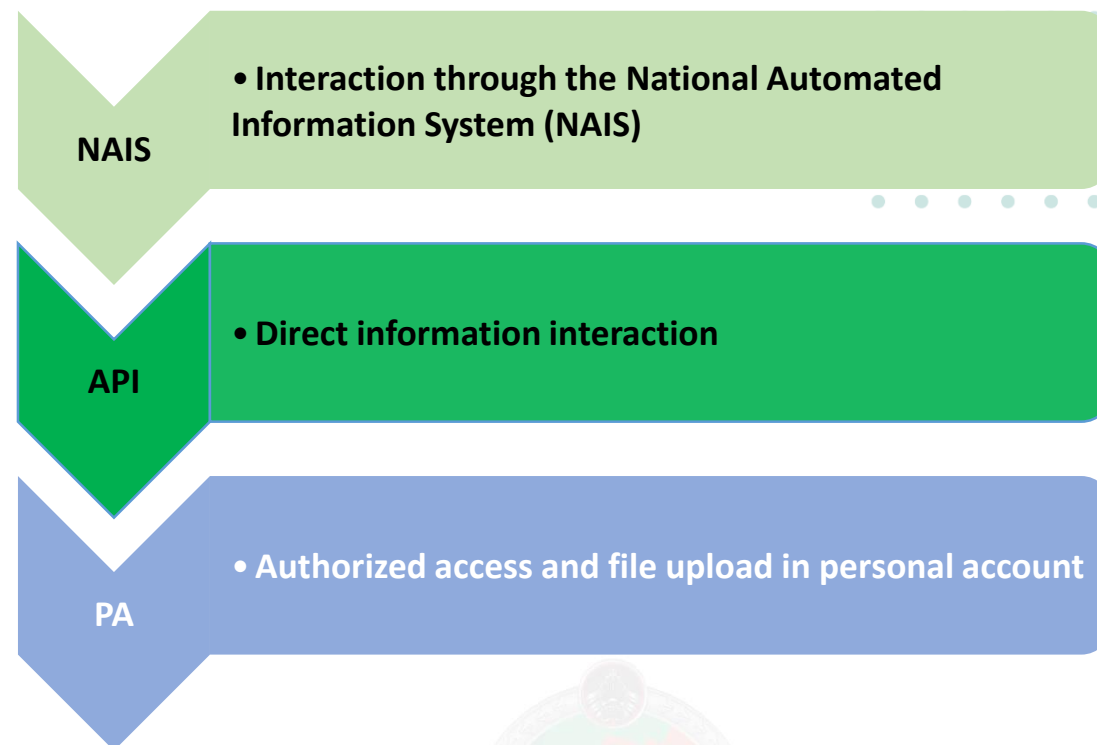 NAIS
• Interaction through the National Automated
Information System (NAIS)
API
• Direct information interaction
PA
• Authorized access and file upload in personal account